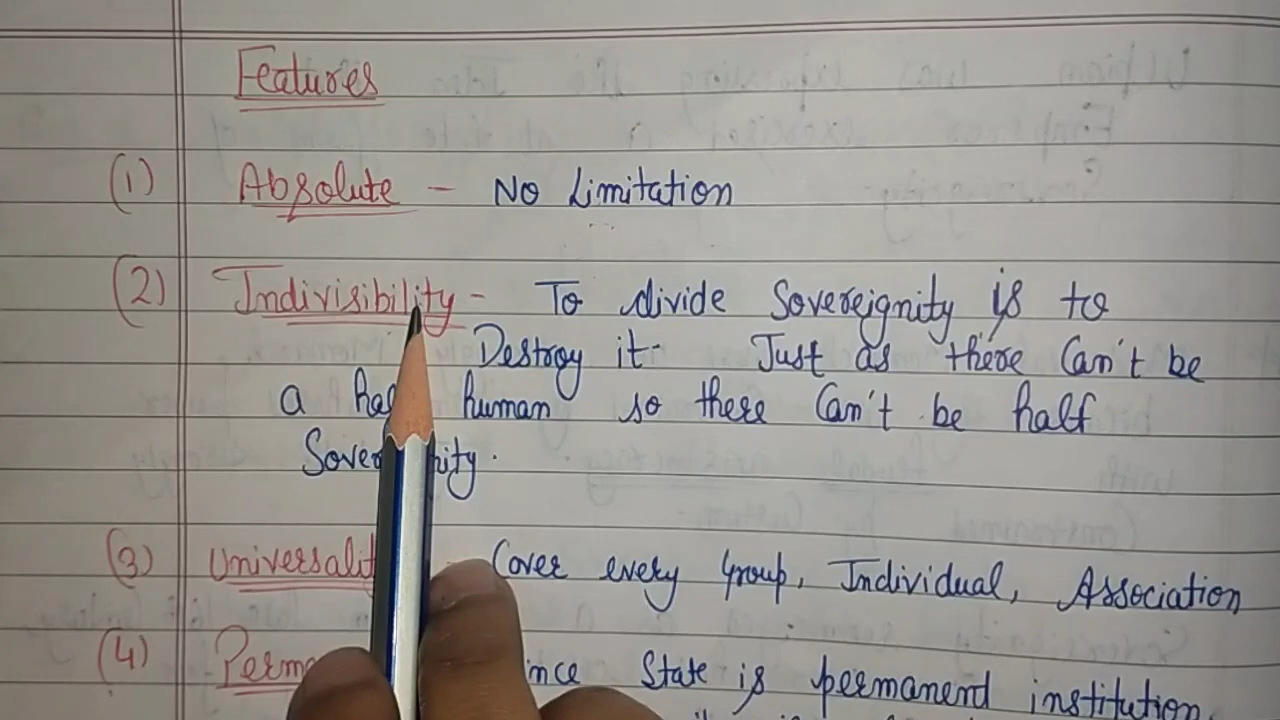 Features
(1) Absolute - No Limitation
(2) Indivisibility - To divide Sovereignity is to
Destroy it. Just as there Can't be
a human so there Can't be half
(3) Cover every Group, Individual, Association
(4) State is permanent institution